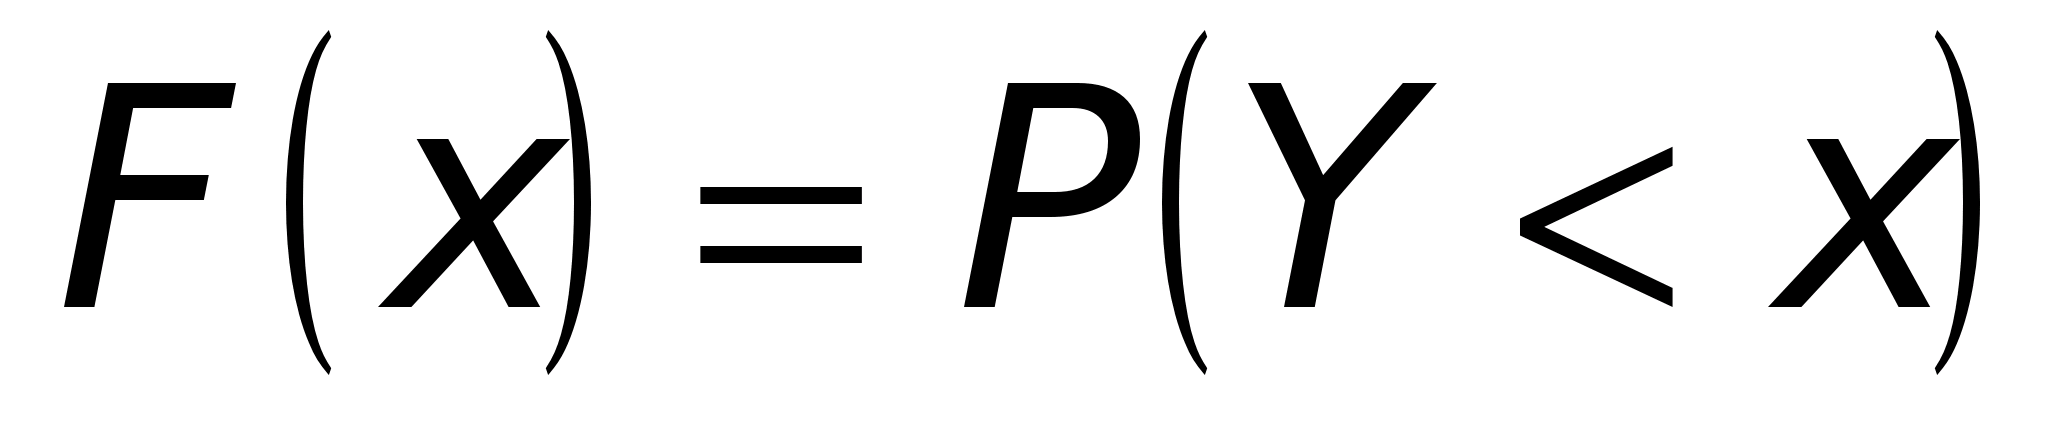 F(x) = P(Y < x)